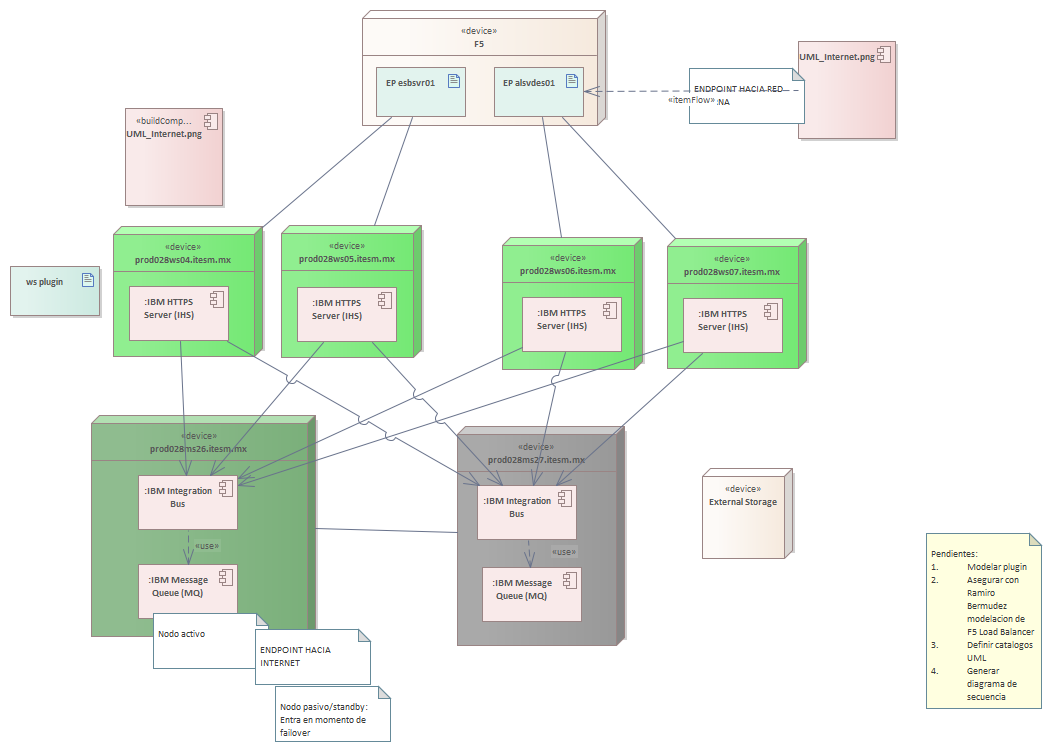 «device»
F5
EP esbsvr01
EP alsvdes01
ENDPOINT HACIA RED
«itemFlow»
:NA
UML_Internet.png
«buildComp...
UML_Internet.png
ws plugin
«device»
prod028ws04.itesm.mx
:IBM HTTPS
Server (IHS)
«device»
prod028ws05.itesm.mx
:IBM HTTPS
Server (IHS)
«device»
prod028ws06.itesm.mx
:IBM HTTPS
Server (IHS)
«device»
prod028ws07.itesm.mx
:IBM HTTPS
Server (IHS)
«device»
prod028ms26.itesm.mx
:IBM Integration
Bus
«use»
:IBM Message
Queue (MQ)
«device»
prod028ms27.itesm.mx
:IBM Integration
Bus
«use»
:IBM Message
Queue (MQ)
«device»
External Storage
Nodo activo
ENDPOINT HACIA
INTERNET
Nodo pasivo/standby:
Entra en momento de
failover
Pendientes:
1. Modelar plugin
2. Asegurar con
Ramiro
Bermudez
modelacion de
F5 Load Balancer
3. Definir catalogos
UML
4. Generar
diagrama de
secuencia